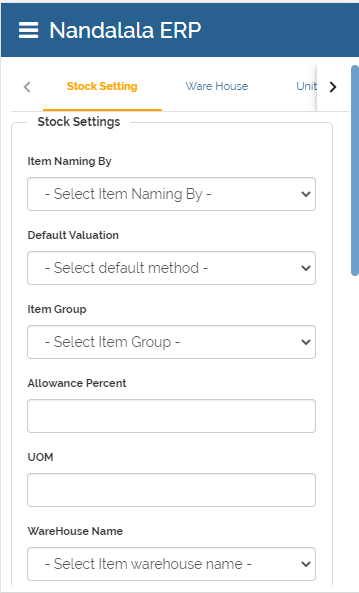 Nandalala ERP
Stock Setting
Ware House
Unit
Stock Settings
Item Naming By
- Select Item Naming By -
Default Valuation
- Select default method -
Item Group
- Select Item Group -
Allowance Percent
UOM
WareHouse Name
- Select Item warehouse name -